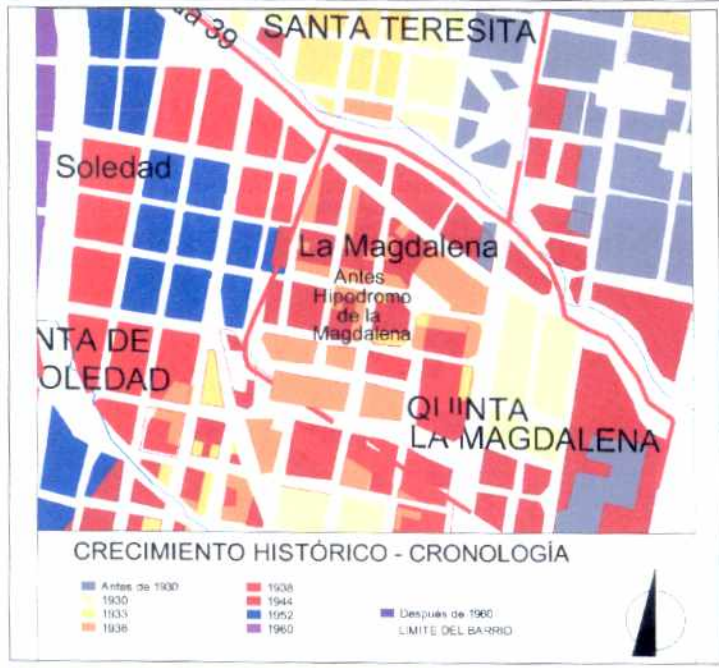 39
SANTA TERESITA
Soledad
La Magdalena
Antes
Hipodromo
de la
Magdalena
NTA DE
OLEDAD
QUINTA
LA MAGDALENA
CRECIMIENTO HISTÓRICO - CRONOLOGÍA
Antes de 1930
1930
1933
1936
1938
1944
1952
1960
Después de 1960
LIMITE DEL BARRIO